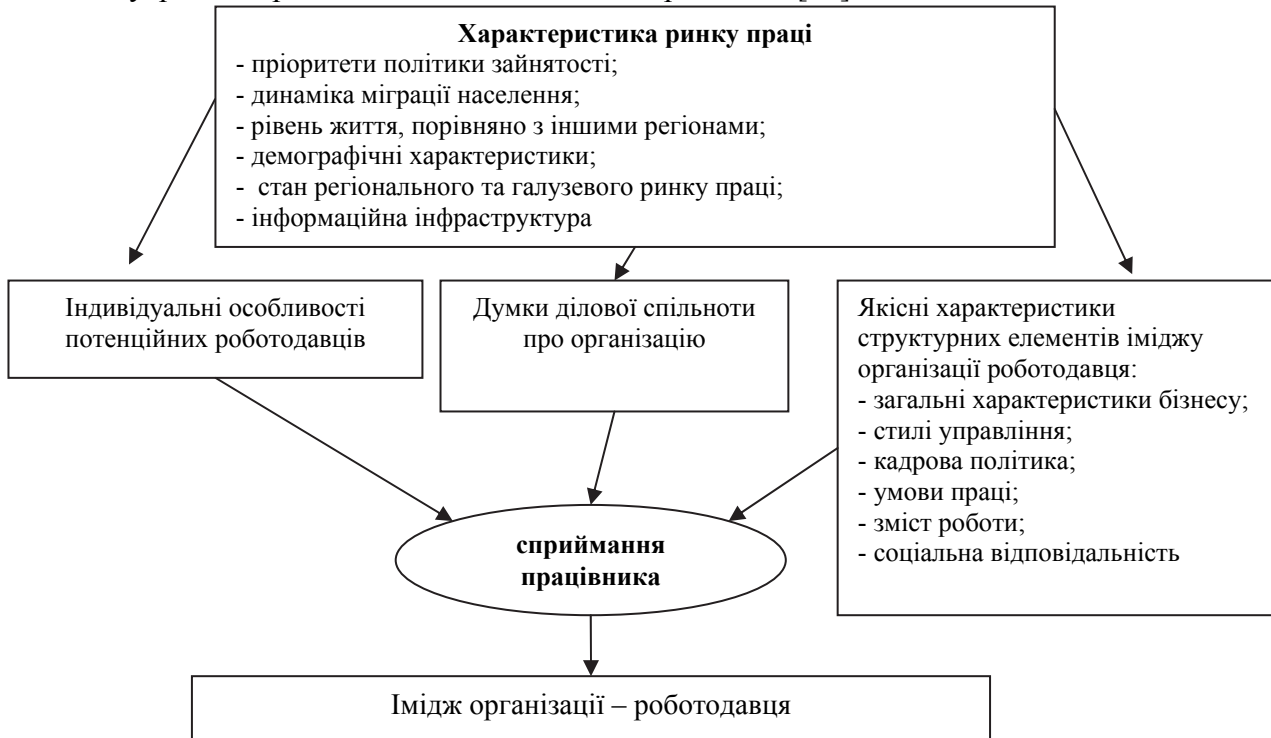 Характеристика ринку праці
- пріоритети політики зайнятості;
- динаміка міграції населення;
- рівень життя, порівняно з іншими регіонами;
- демографічні характеристики;
- стан регіонального та галузевого ринку праці;
- інформаційна інфраструктура
Індивідуальні особливості
потенційних роботодавців
Думки ділової спільноти
про організацію
Якісні характеристики
структурних елементів іміджу
організації роботодавця:
- загальні характеристики бізнесу;
- стилі управління;
- кадрова політика;
- умови праці;
- зміст роботи;
- соціальна відповідальність
сприймання
працівника
Імідж організації – роботодавця